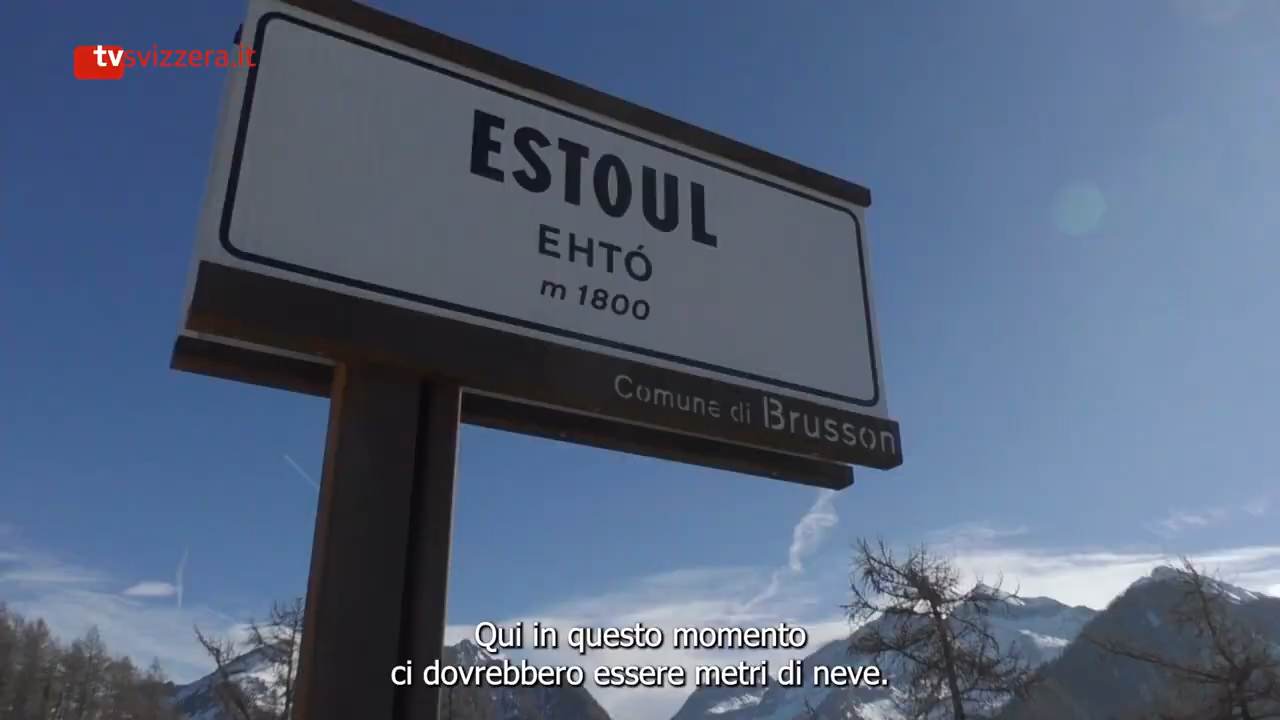 tvsvizzera.it
ESTOUL
EHTÓ
m 1800
Comune di Brusson
Qui in questo momento
ci dovrebbero essere metri di neve.